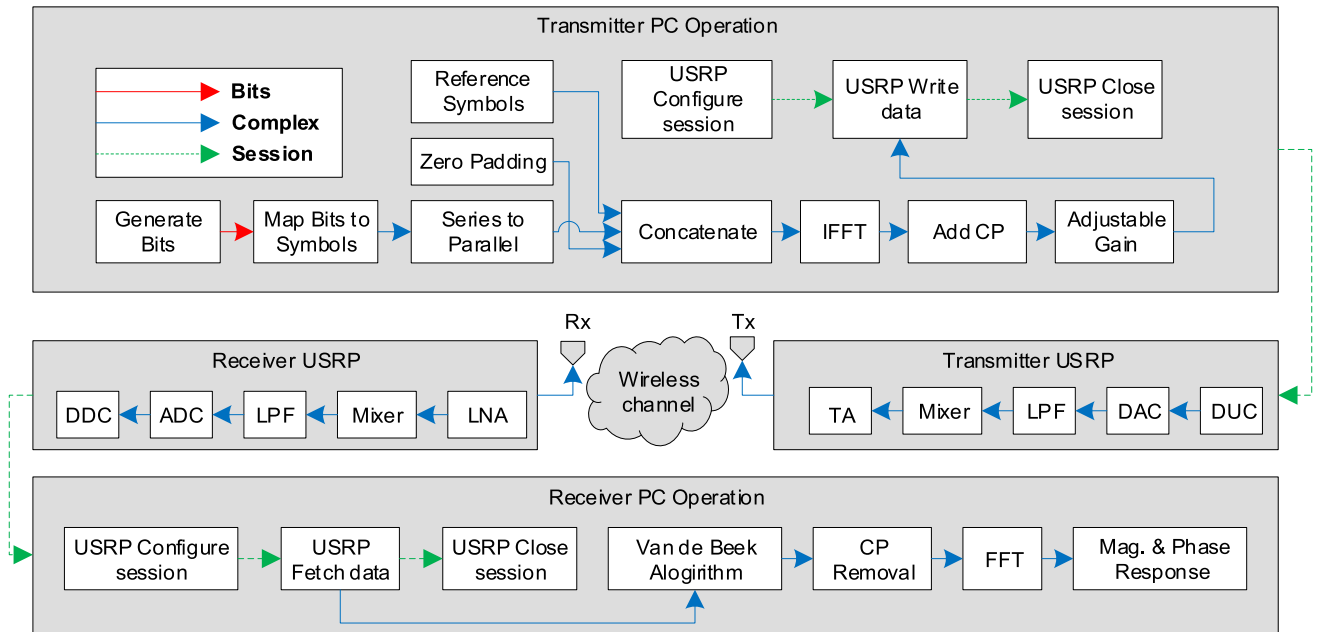 Transmitter PC Operation
Bits
Complex
Session
Reference
Symbols
Zero Padding
USRP
Configure
session
USRP Write
data
USRP Close
session
Generate
Bits
Map Bits to
Symbols
Series to
Parallel
Concatenate
IFFT
Add CP
Adjustable
Gain
Rx
Tx
Receiver USRP
DDC
ADC
LPF
Mixer
LNA
Wireless
channel
Transmitter USRP
TA
Mixer
LPF
DAC
DUC
Receiver PC Operation
USRP Configure
session
USRP
Fetch data
USRP Close
session
Van de Beek
Alogirithm
CP
Removal
FFT
Mag. & Phase
Response